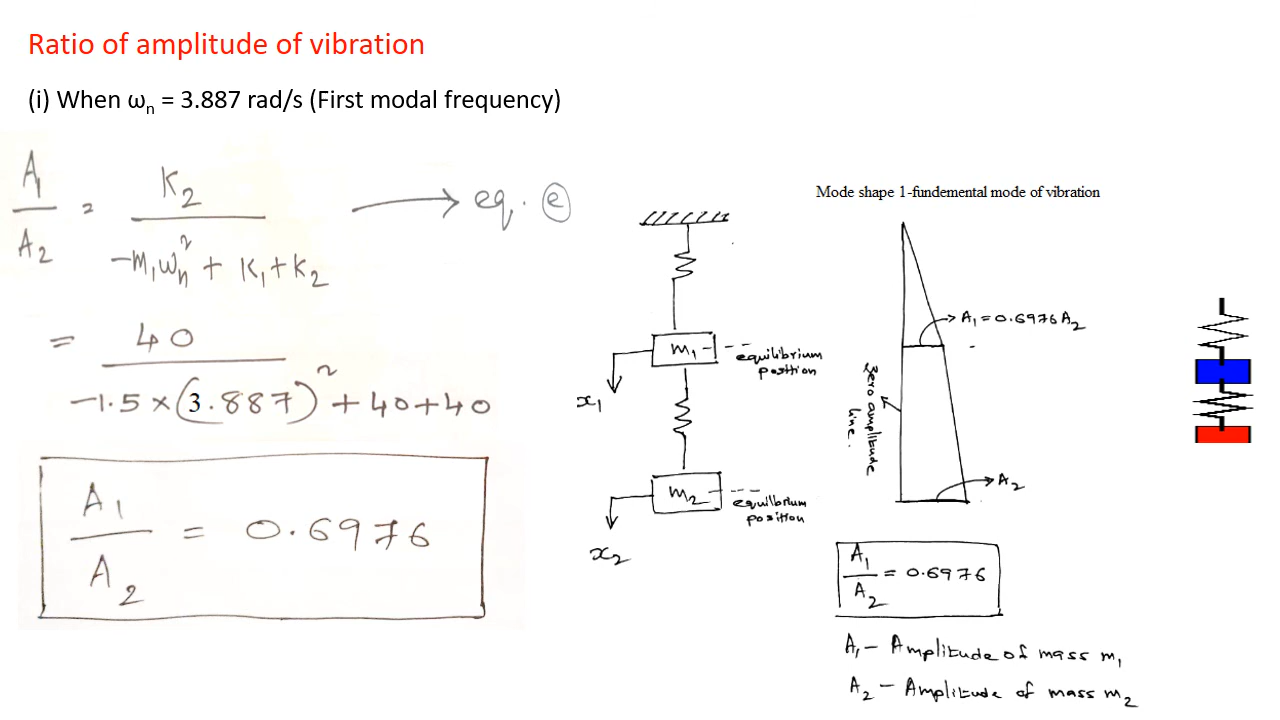 Ratio of amplitude of vibration
(i) When ωn = 3.887 rad/s (First modal frequency)
A1/A2 = K2/(-m1ωn² + K1+K2) → eq. e
= 40/(-1.5×(3.887)² + 40+40)
A1/A2 = 0.6976
m1
equilibrium
position
x1
m2
equilbrium
position
x2
Mode shape 1-fundemental mode of vibration
A1=0.6976A2
Zero amplitude
line.
A2
A1/A2 = 0.6976
A1 - Amplitude of mass m1
A2 - Amplitude of mass m2